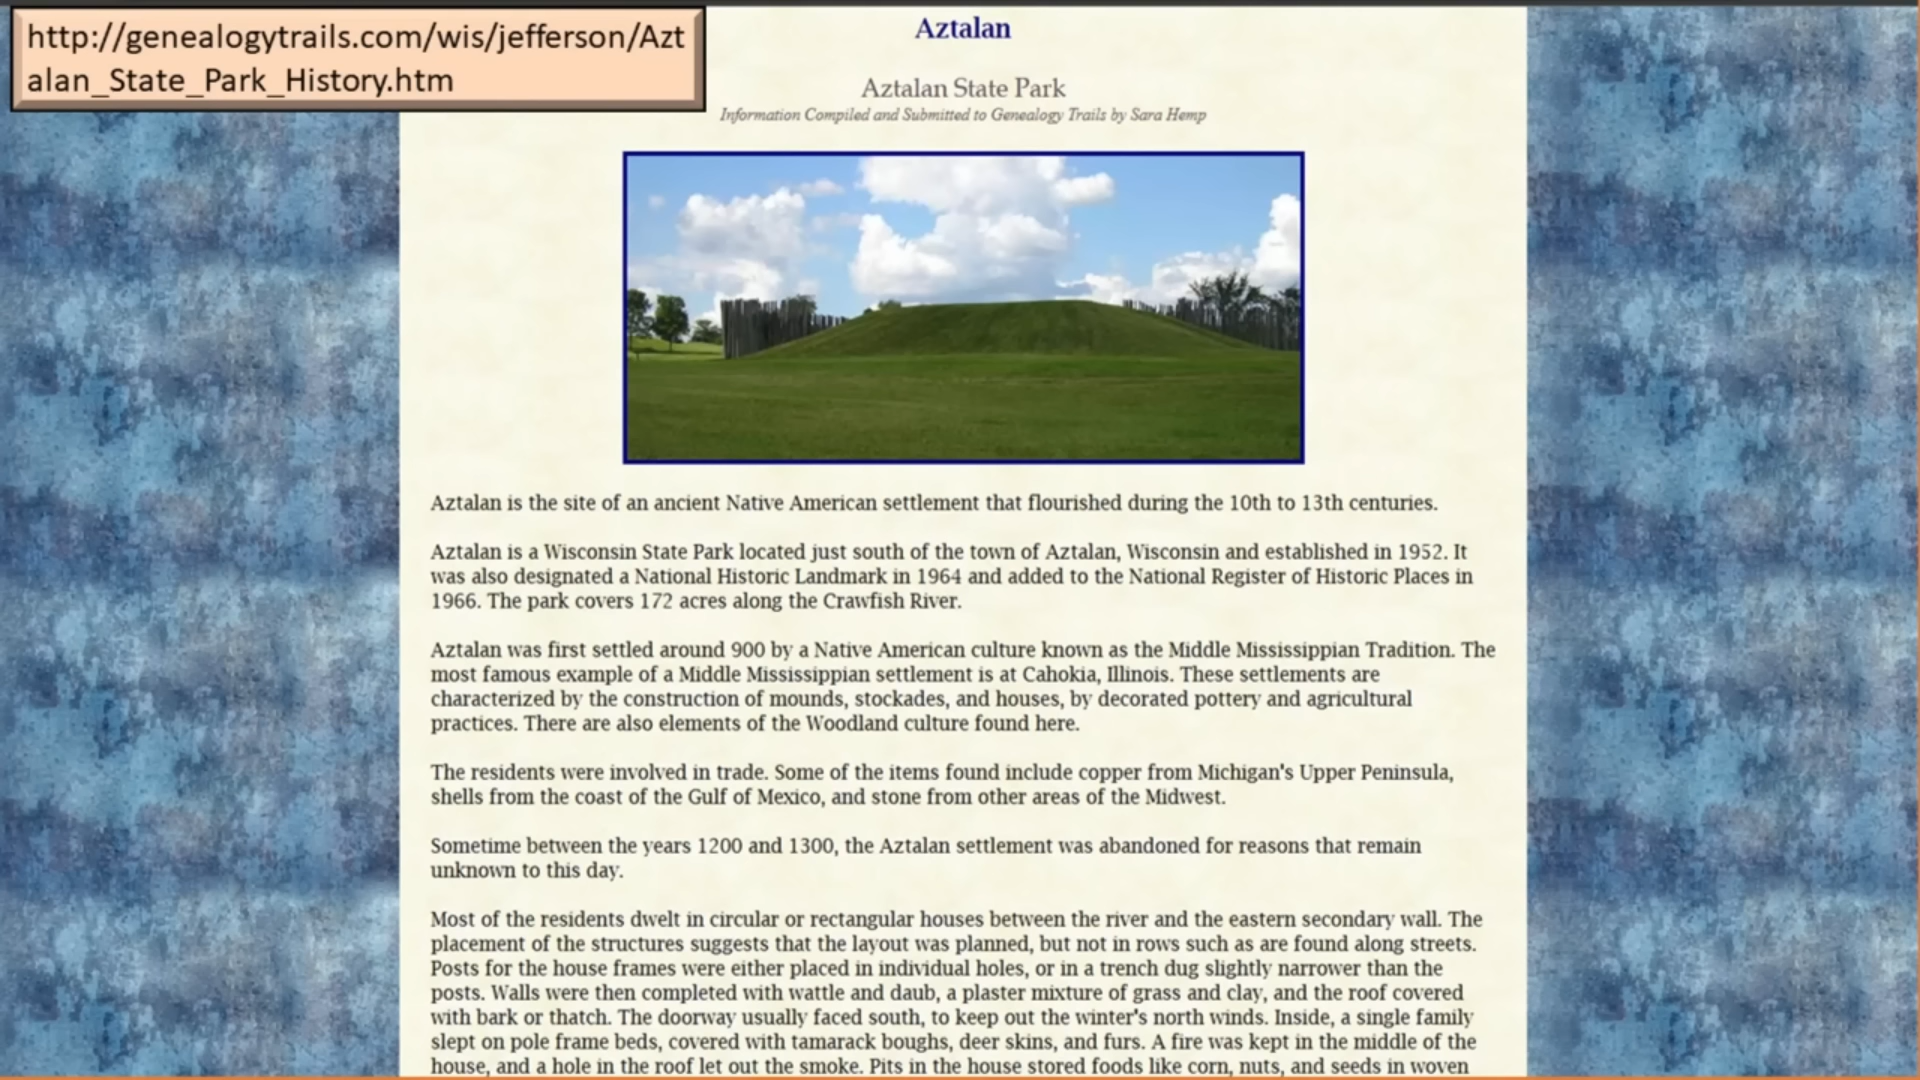 http://genealogytrails.com/wis/jefferson/Azt
alan_State_Park_History.htm
Aztalan
Aztalan State Park
Information Compiled and Submitted to Genealogy Trails by Sara Hemp
Aztalan is the site of an ancient Native American settlement that flourished during the 10th to 13th centuries.
Aztalan is a Wisconsin State Park located just south of the town of Aztalan, Wisconsin and established in 1952. It
was also designated a National Historic Landmark in 1964 and added to the National Register of Historic Places in
1966. The park covers 172 acres along the Crawfish River.
Aztalan was first settled around 900 by a Native American culture known as the Middle Mississippian Tradition. The
most famous example of a Middle Mississippian settlement is at Cahokia, Illinois. These settlements are
characterized by the construction of mounds, stockades, and houses, by decorated pottery and agricultural
practices. There are also elements of the Woodland culture found here.
The residents were involved in trade. Some of the items found include copper from Michigan's Upper Peninsula,
shells from the coast of the Gulf of Mexico, and stone from other areas of the Midwest.
Sometime between the years 1200 and 1300, the Aztalan settlement was abandoned for reasons that remain
unknown to this day.
Most of the residents dwelt in circular or rectangular houses between the river and the eastern secondary wall. The
placement of the structures suggests that the layout was planned, but not in rows such as are found along streets.
Posts for the house frames were either placed in individual holes, or in a trench dug slightly narrower than the
posts. Walls were then completed with wattle and daub, a plaster mixture of grass and clay, and the roof covered
with bark or thatch. The doorway usually faced south, to keep out the winter's north winds. Inside, a single family
slept on pole frame beds, covered with tamarack boughs, deer skins, and furs. A fire was kept in the middle of the
house, and a hole in the roof let out the smoke. Pits in the house stored foods like corn, nuts, and seeds in woven